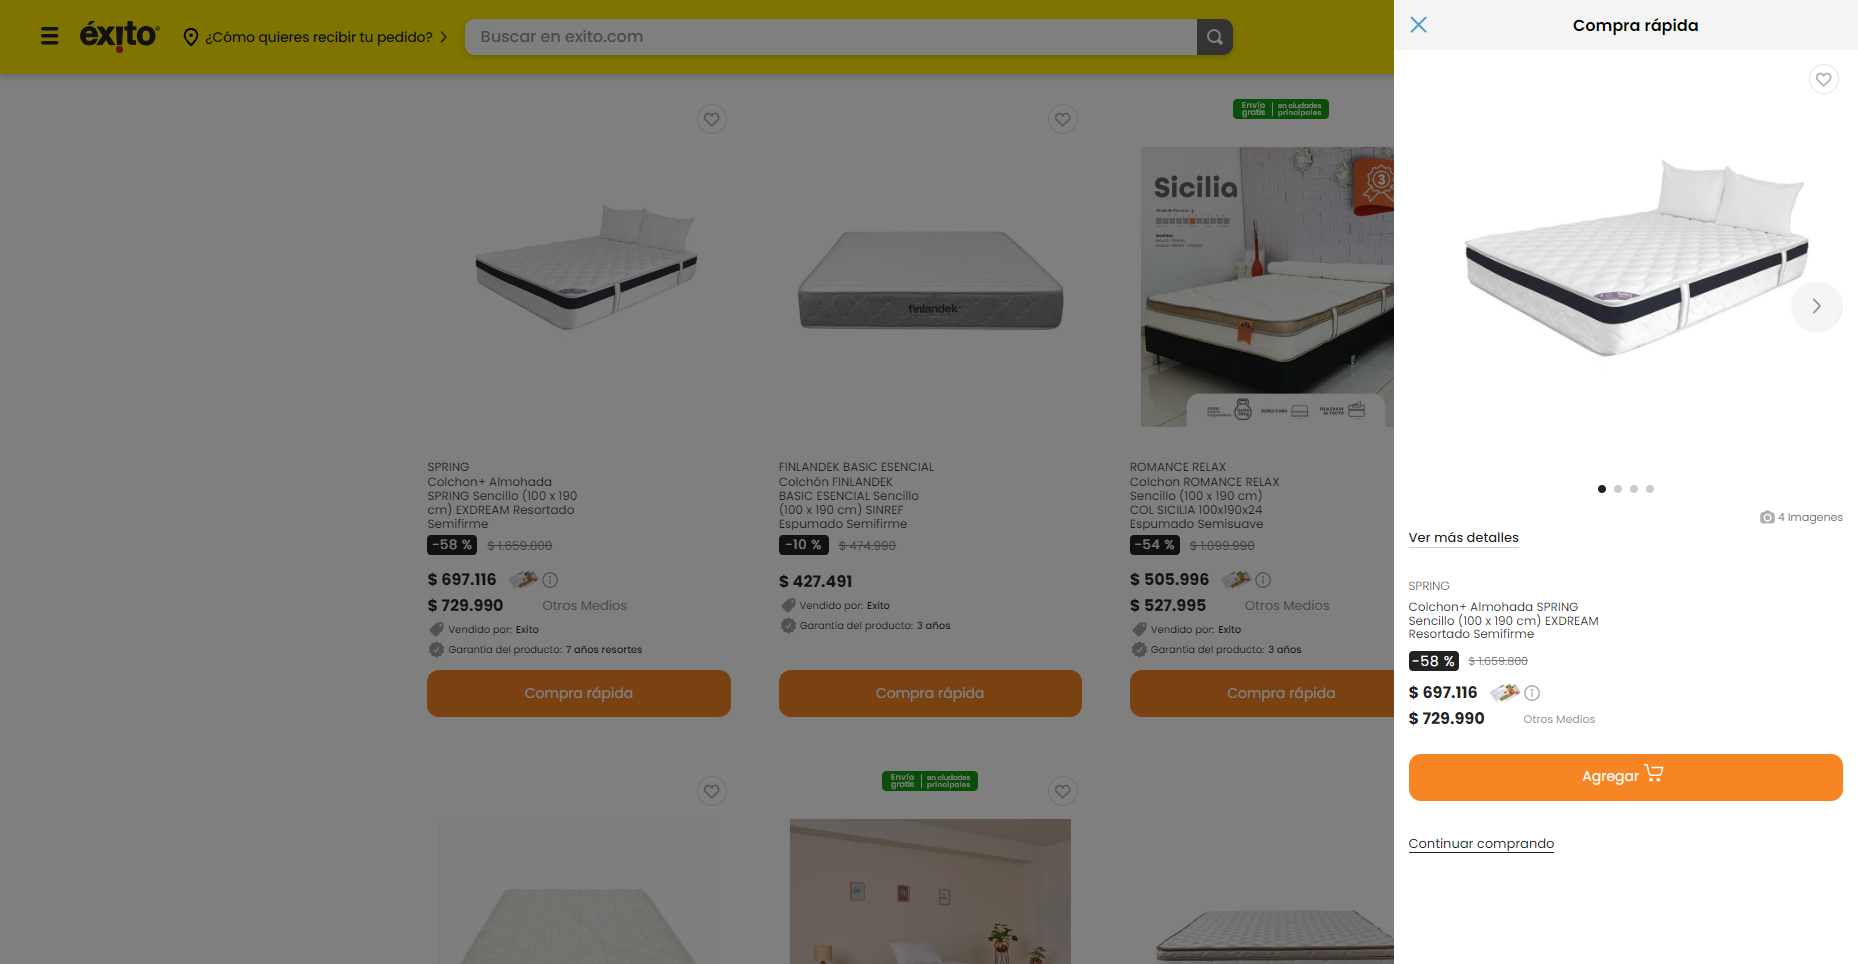 éxito
¿Cómo quieres recibir tu pedido?
Buscar en exito.com
Compra rápida
Envío gratis | en ciudades principales
Sicilia
3
finlandek
SPRING
Colchon+ Almohada
SPRING Sencillo (100 x 190
cm) EXDREAM Resortado
Semifirme
-58 % $ 1.659.800
$ 697.116
$ 729.990 Otros Medios
Vendido por: Exito
Garantía del producto: 7 años resortes
Compra rápida
FINLANDEK BASIC ESENCIAL
Colchón FINLANDEK
BASIC ESENCIAL Sencillo
(100 x 190 cm) SINREF
Espumado Semifirme
-10 % $ 474.990
$ 427.491
Vendido por: Exito
Garantía del producto: 3 años
Compra rápida
ROMANCE RELAX
Colchon ROMANCE RELAX
Sencillo (100 x 190 cm)
COL SICILIA 100x190x24
Espumado Semisuave
-54 % $ 1.099.990
$ 505.996
$ 527.995 Otros Medios
Vendido por: Exito
Garantía del producto: 3 años
Compra rápida
Envío gratis | en ciudades principales
4 Imagenes
Ver más detalles
SPRING
Colchon+ Almohada SPRING
Sencillo (100 x 190 cm) EXDREAM
Resortado Semifirme
-58 % $ 1.659.800
$ 697.116
$ 729.990 Otros Medios
Agregar
Continuar comprando